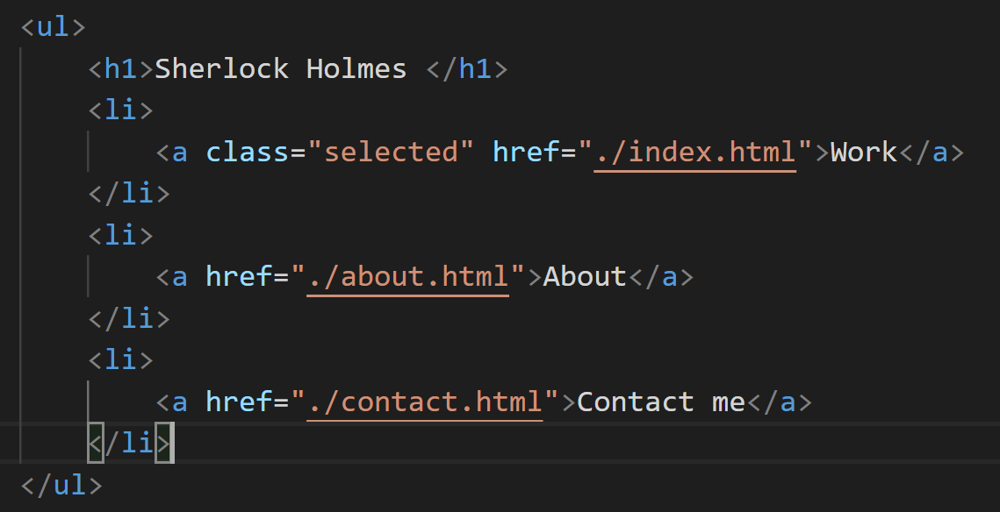 <ul>
<h1>Sherlock Holmes </h1>
<li>
<a class="selected" href="./index.html">Work</a>
</li>
<li>
<a href="./about.html">About</a>
</li>
<li>
<a href="./contact.html">Contact me</a>
</li>
</ul>